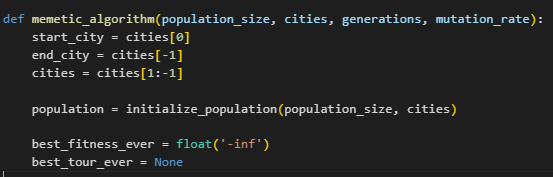 def memetic_algorithm(population_size, cities, generations, mutation_rate):
    start_city = cities[0]
    end_city = cities[-1]
    cities = cities[1:-1]

    population = initialize_population(population_size, cities)

    best_fitness_ever = float('-inf')
    best_tour_ever = None